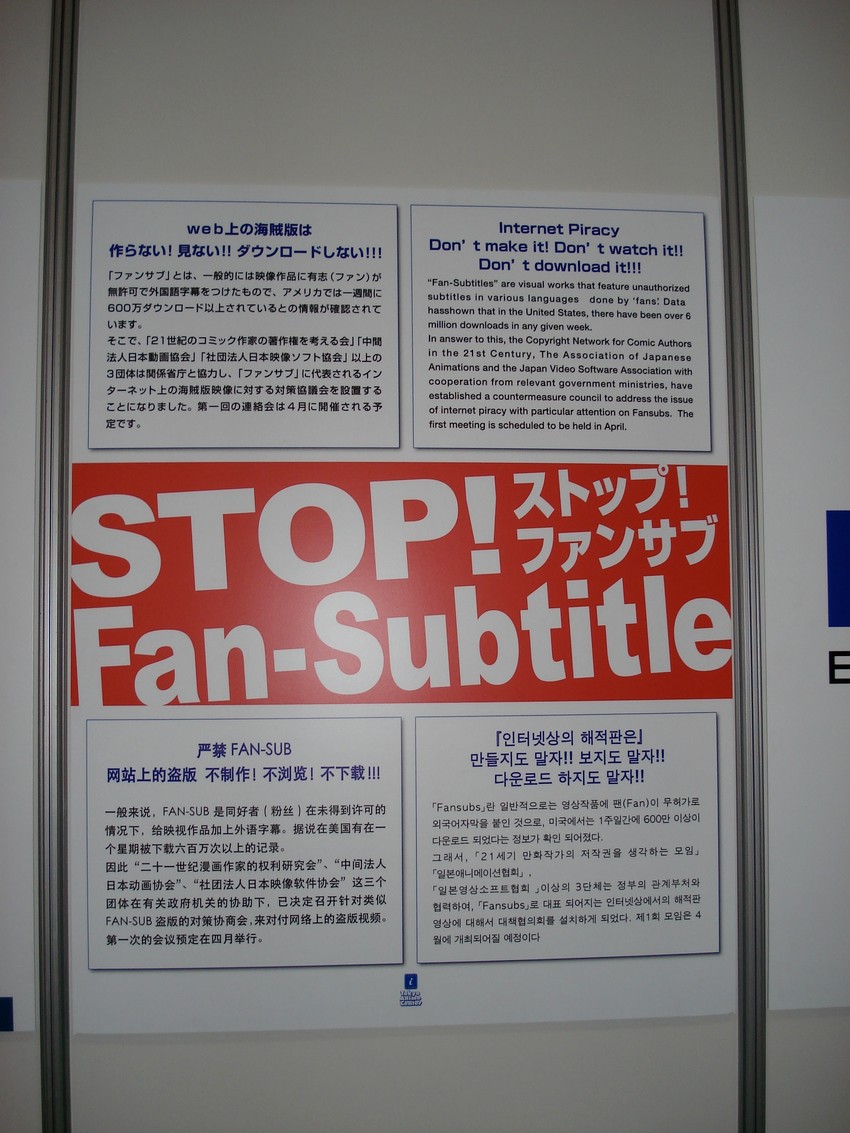 web上の海賊版は
作らない! 見ない!! ダウンロードしない!!!
「ファンサブ」とは、一般的には映像作品に有志（ファン）が
無許可で外国語字幕をつけたもので、アメリカでは一週間に
600万ダウンロード以上されているとの情報が確認されて
います。
そこで、「21世紀のコミック作家の著作権を考える会」「中間
法人日本動画協会」「社団法人日本映像ソフト協会」以上の
3団体は関係省庁と協力し、「ファンサブ」に代表されるイン
ターネット上の海賊版映像に対する対策協議会を設置する
ことになりました。第一回の連絡会は4月に開催される予
定です。
Internet Piracy
Don't make it! Don't watch it!!
Don't download it!!!
"Fan-Subtitles" are visual works that feature unauthorized
subtitles in various languages done by 'fans'. Data
hasshown that in the United States, there have been over 6
million downloads in any given week.
In answer to this, the Copyright Network for Comic Authors
in the 21st Century, The Association of Japanese
Animations and the Japan Video Software Association with
cooperation from relevant government ministries, have
established a countermeasure council to address the issue
of internet piracy with particular attention on Fansubs. The
first meeting is scheduled to be held in April.
STOP! ストップ!
ファンサブ
Fan-Subtitle
严禁 FAN-SUB
网站上的盗版 不制作! 不浏览! 不下载!!!
一般来说，FAN-SUB 是同好者 ( 粉丝 ) 在未得到许可的
情况下，给映视作品加上外语字幕。据说在美国有在一
个星期被下载六百万次以上的记录。
因此 "二十一世纪漫画作家的权利研究会"、"中间法人
日本动画协会"、"社团法人日本映像软件协会" 这三个
团体在有关政府机关的协助下，已决定召开针对类似
FAN-SUB 盗版的对策协商会，来对付网络上的盗版视频。
第一次的会议预定在四月举行。
『인터넷상의 해적판은』
만들지도 말자!! 보지도 말자!!
다운로드 하지도 말자!!
「Fansubs」란 일반적으로는 영상작품에 팬(Fan)이 무허가로
외국어자막을 붙인 것으로, 미국에서는 1주일간에 600만 이상이
다운로드 되었다는 정보가 확인 되어졌다.
그래서, 「21세기 만화작가의 저작권을 생각하는 모임」
「일본애니메이션협회」,
「일본영상소프트협회」이상의 3단체는 정부의 관계부처와
협력하여, 「Fansubs」로 대표 되어지는 인터넷상에서의 해적판
영상에 대해서 대책협의회를 설치하게 되었다. 제1회 모임은 4
월에 개최되어질 예정이다
i
Tokyo
Anime
Center
E